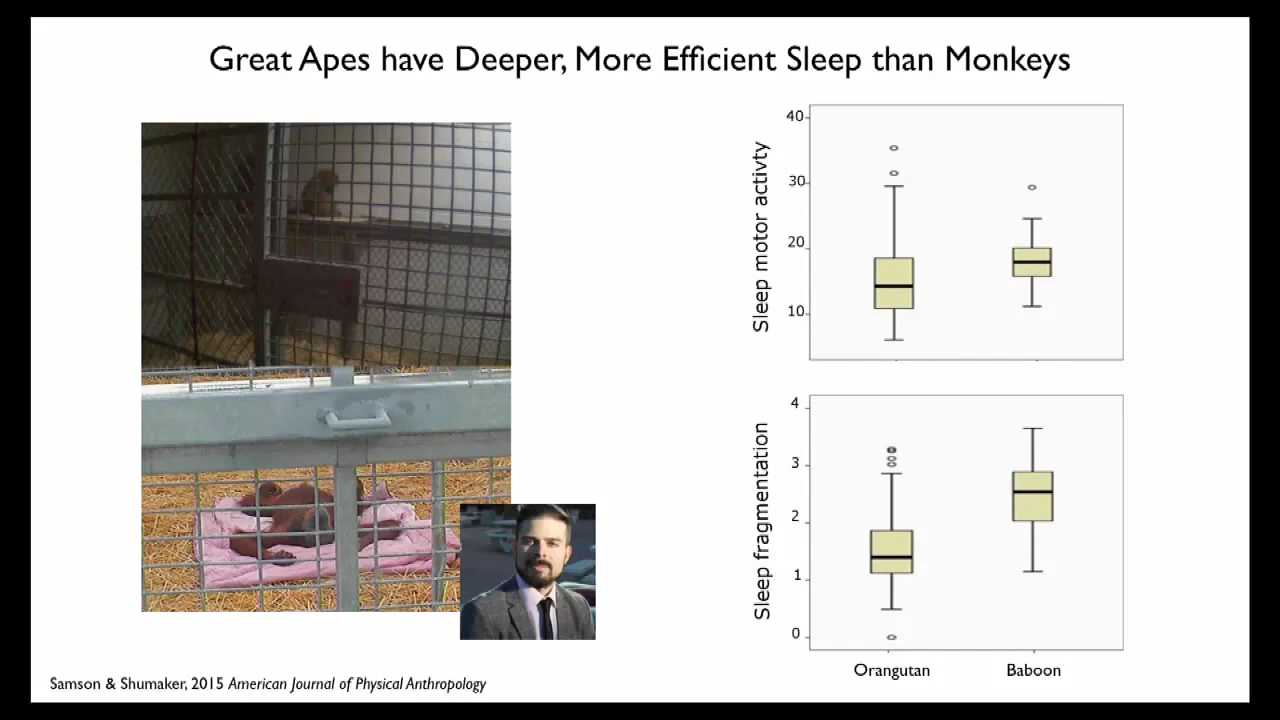 Great Apes have Deeper, More Efficient Sleep than Monkeys
Sleep motor activty
40
30
20
10
Sleep fragmentation
4
3
2
1
0
Orangutan
Baboon
Samson & Shumaker, 2015 American Journal of Physical Anthropology